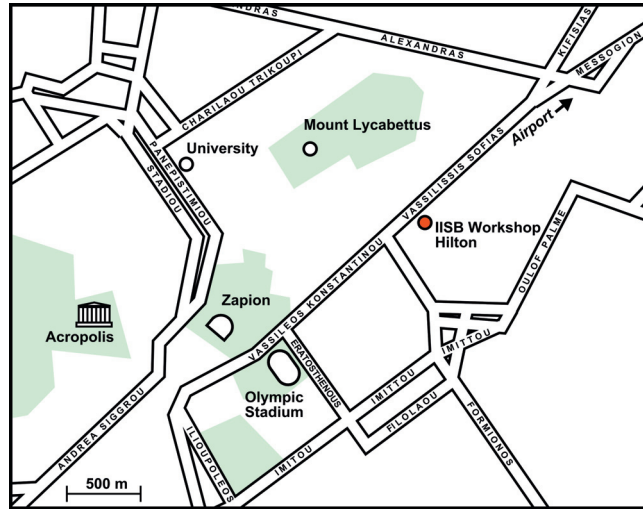 ANDRAS
ALEXANDRAS
KIFISIAS
MESSOGION
CHARILAOU TRIKOUPI
Mount Lycabettus
Airport
University
PANEPISTIMIOU
STADIOU
VASSILISSIS SOFIAS
IISB Workshop
Hilton
OULOF PALME
Zapion
VASSILEOS KONSTANTINOU
Acropolis
ERATOSTHENOUS
IMITTOU
Olympic
Stadium
IMITTOU
FILOLAOU
FORMIONOS
ANDREA SIGGROU
ILIOUPOLEOS
IMITOU
500 m